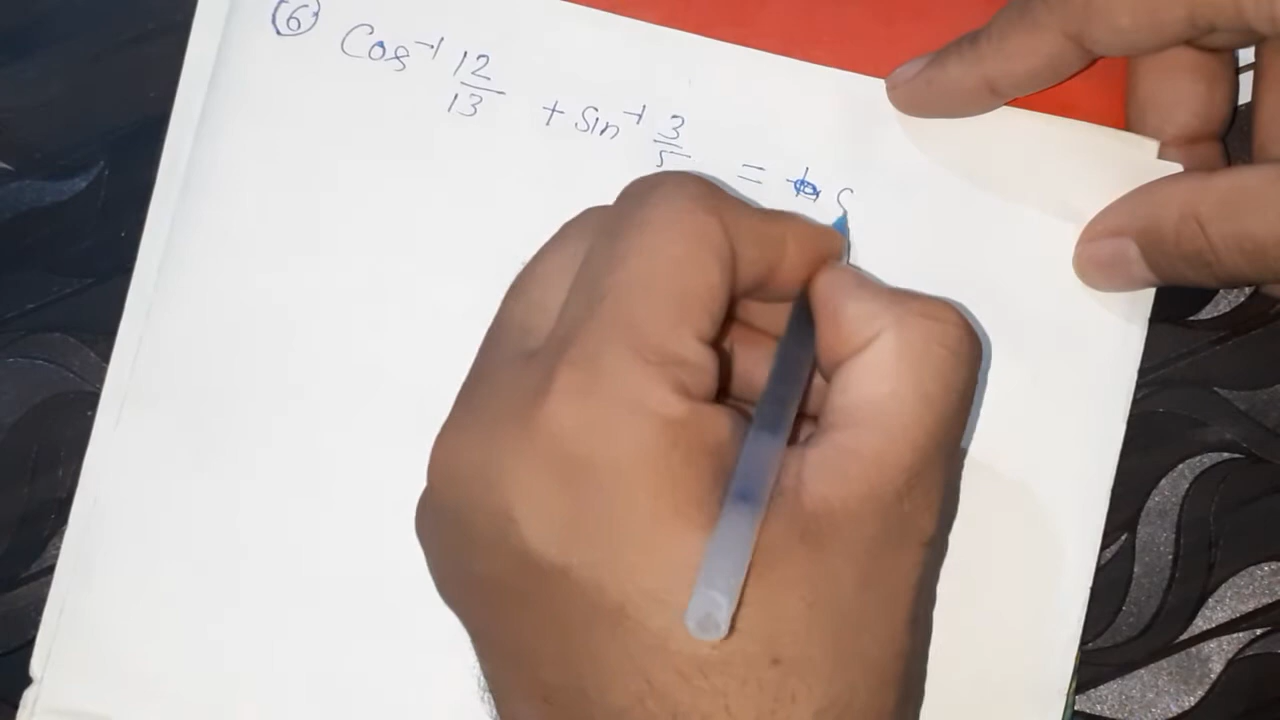 ⑥ Cos⁻¹ 12/13 + Sin⁻¹ 3/5 = S